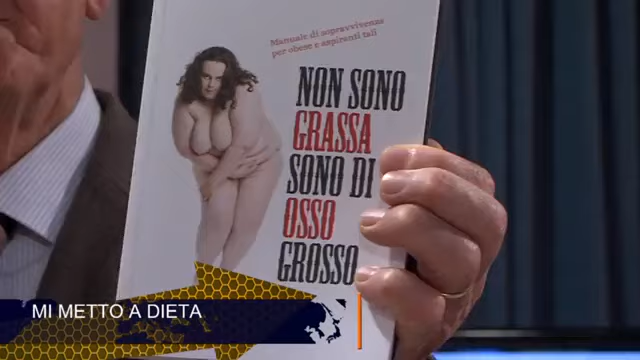 Manuale di sopravvivenza
per obese e aspiranti tali
NON SONO
GRASSA
SONO DI
OSSO
GROSSO
MI METTO A DIETA